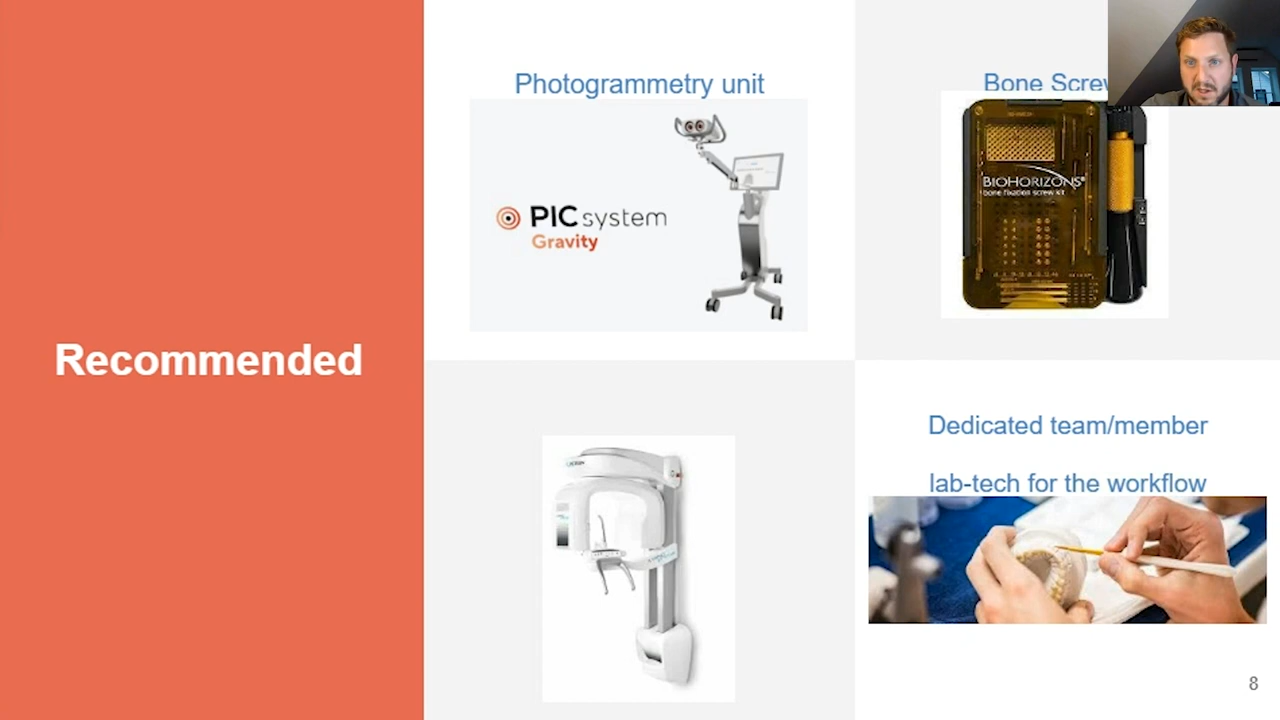 Recommended
Photogrammetry unit
PIC system
Gravity
Bone Screw
BIOHORIZONS®
bone fixation screw kit
Dedicated team/member
lab-tech for the workflow
8